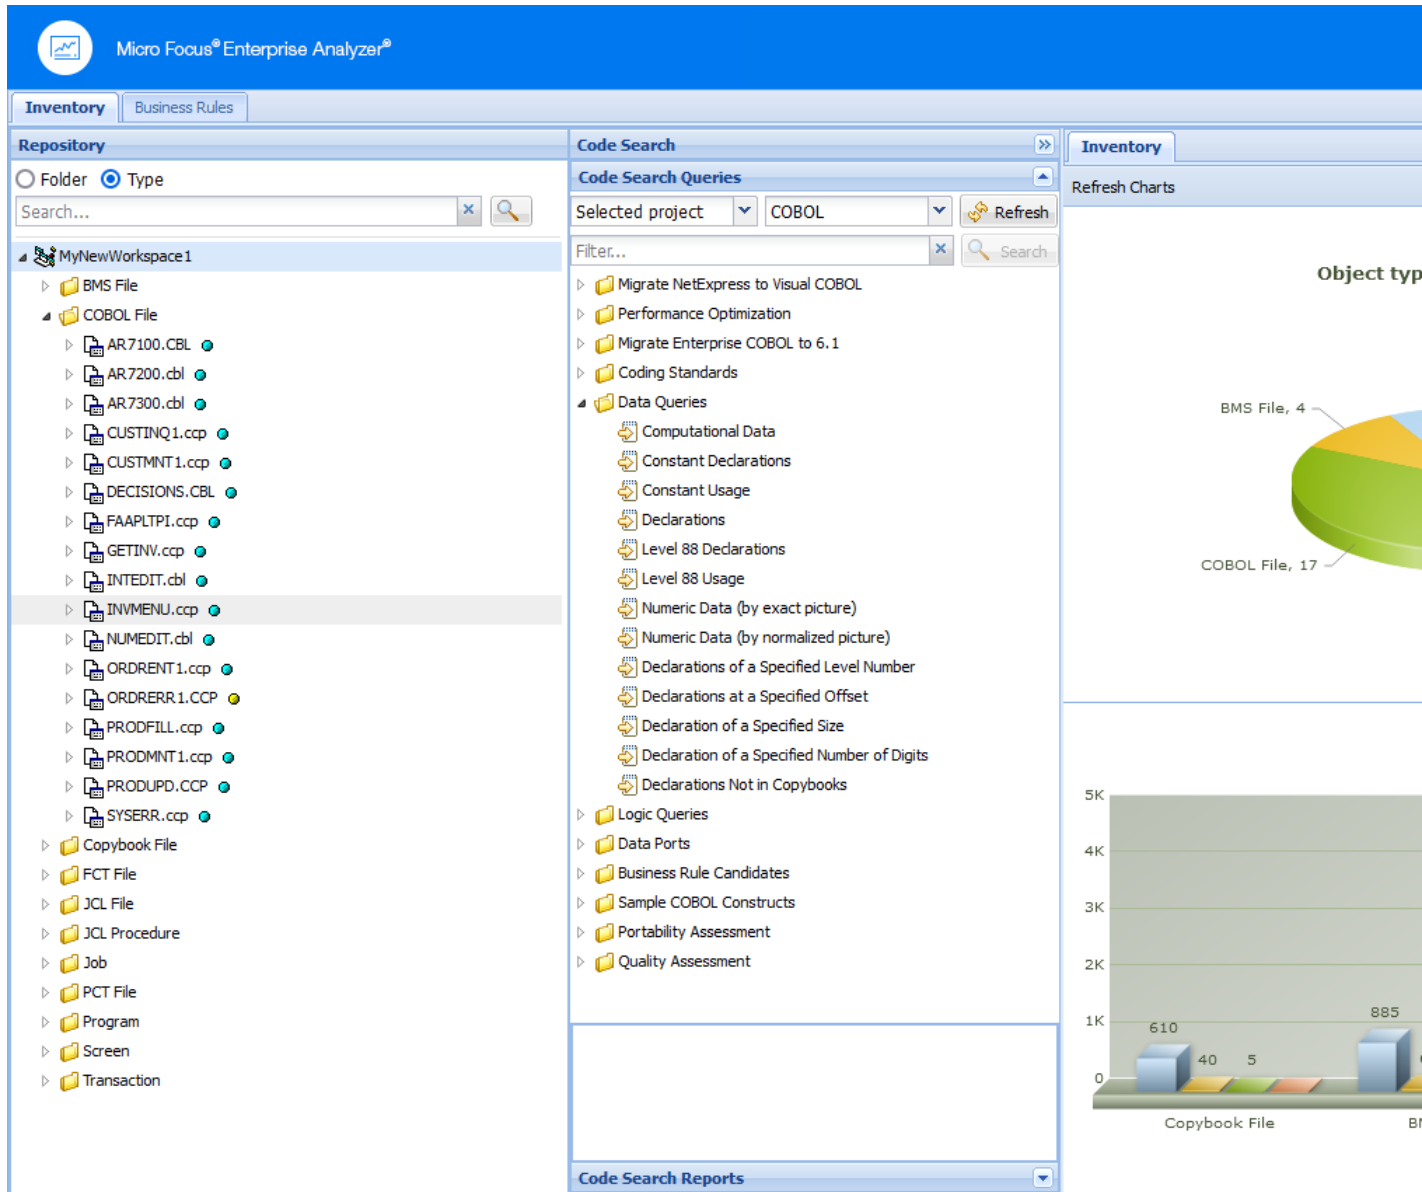 Micro Focus® Enterprise Analyzer®
Inventory
Business Rules
Repository
Folder
Type
Search...
MyNewWorkspace1
BMS File
COBOL File
AR7100.CBL
AR7200.cbl
AR7300.cbl
CUSTINQ1.ccp
CUSTMNT1.ccp
DECISIONS.CBL
FAAPLTPI.ccp
GETINV.ccp
INTEDIT.cbl
INVMENU.ccp
NUMEDIT.cbl
ORDRENT1.ccp
ORDRERR1.CCP
PRODFILL.ccp
PRODMNT1.ccp
PRODUPD.CCP
SYSERR.ccp
Copybook File
FCT File
JCL File
JCL Procedure
Job
PCT File
Program
Screen
Transaction
Code Search
Code Search Queries
Selected project
COBOL
Refresh
Filter...
Search
Migrate NetExpress to Visual COBOL
Performance Optimization
Migrate Enterprise COBOL to 6.1
Coding Standards
Data Queries
Computational Data
Constant Declarations
Constant Usage
Declarations
Level 88 Declarations
Level 88 Usage
Numeric Data (by exact picture)
Numeric Data (by normalized picture)
Declarations of a Specified Level Number
Declarations at a Specified Offset
Declaration of a Specified Size
Declaration of a Specified Number of Digits
Declarations Not in Copybooks
Logic Queries
Data Ports
Business Rule Candidates
Sample COBOL Constructs
Portability Assessment
Quality Assessment
Code Search Reports
Inventory
Refresh Charts
Object typ
BMS File, 4
COBOL File, 17
5K
4K
3K
2K
1K
0
610
40
5
885
Copybook File